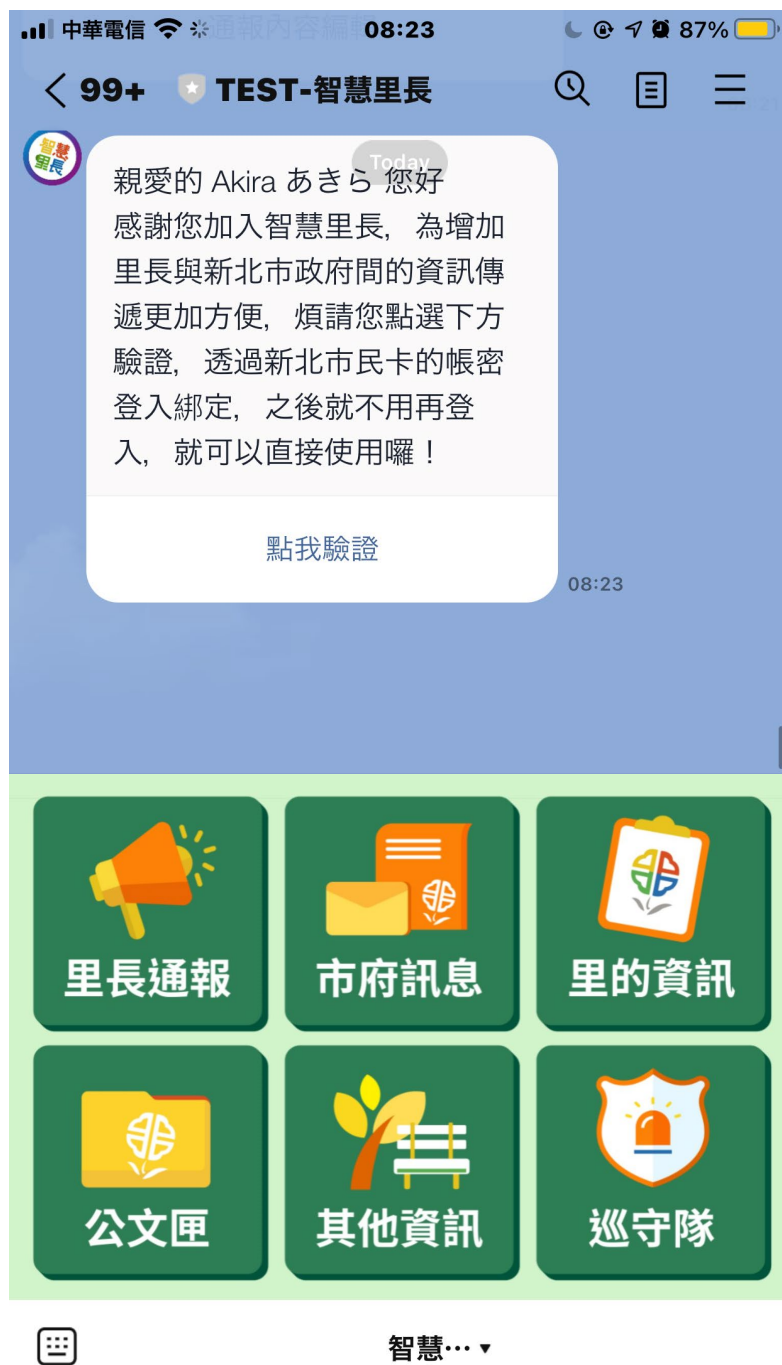 中華電信
08:23
87%
99+
TEST-智慧里長
Today
智慧
里長
親愛的 Akira あきら 您好
感謝您加入智慧里長，為增加
里長與新北市政府間的資訊傳
遞更加方便，煩請您點選下方
驗證，透過新北市民卡的帳密
登入綁定，之後就不用再登
入，就可以直接使用囉！
點我驗證
08:23
里長通報
市府訊息
里的資訊
公文匣
其他資訊
巡守隊
智慧… ▾